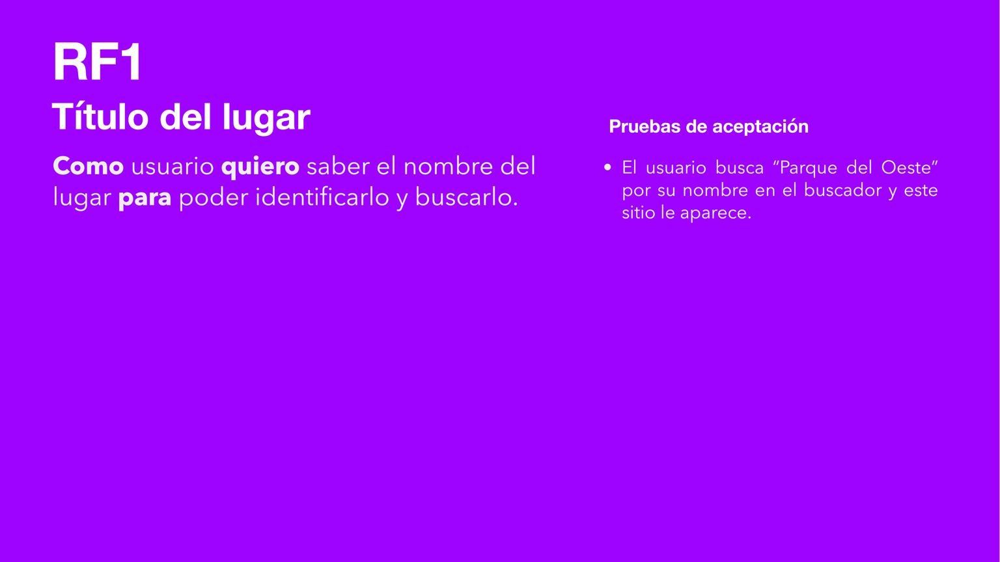 RF1
Título del lugar
Como usuario quiero saber el nombre del
lugar para poder identificarlo y buscarlo.
Pruebas de aceptación
• El usuario busca “Parque del Oeste”
por su nombre en el buscador y este
sitio le aparece.